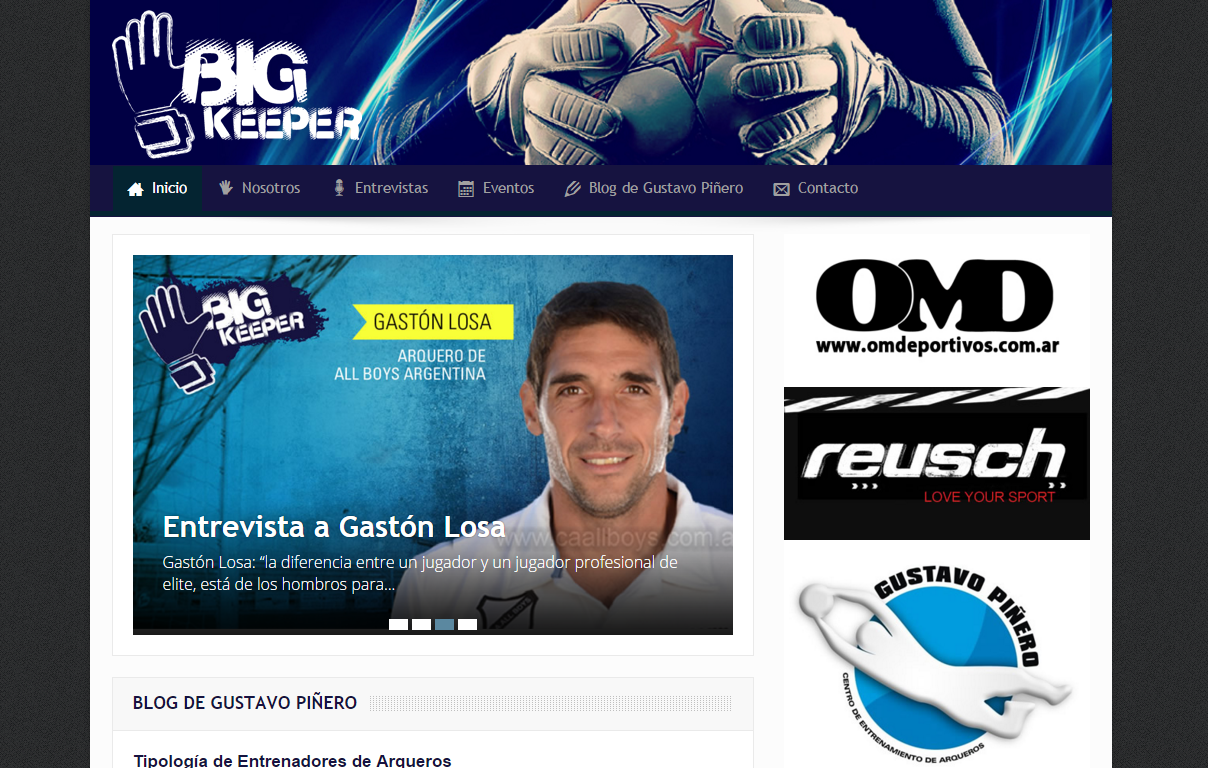 BIG
KEEPER
Inicio
Nosotros
Entrevistas
Eventos
Blog de Gustavo Piñero
Contacto
BIG
KEEPER
GASTÓN LOSA
ARQUERO DE
ALL BOYS ARGENTINA
www.caallboys.com.a
Entrevista a Gastón Losa
Gastón Losa: “la diferencia entre un jugador y un jugador profesional de
elite, está de los hombros para...
ALL BOYS
BLOG DE GUSTAVO PIÑERO
Tipología de Entrenadores de Arqueros
OMD
www.omdeportivos.com.ar
reusch
LOVE YOUR SPORT
GUSTAVO PIÑERO
CENTRO DE ENTRENAMIENTO DE ARQUEROS